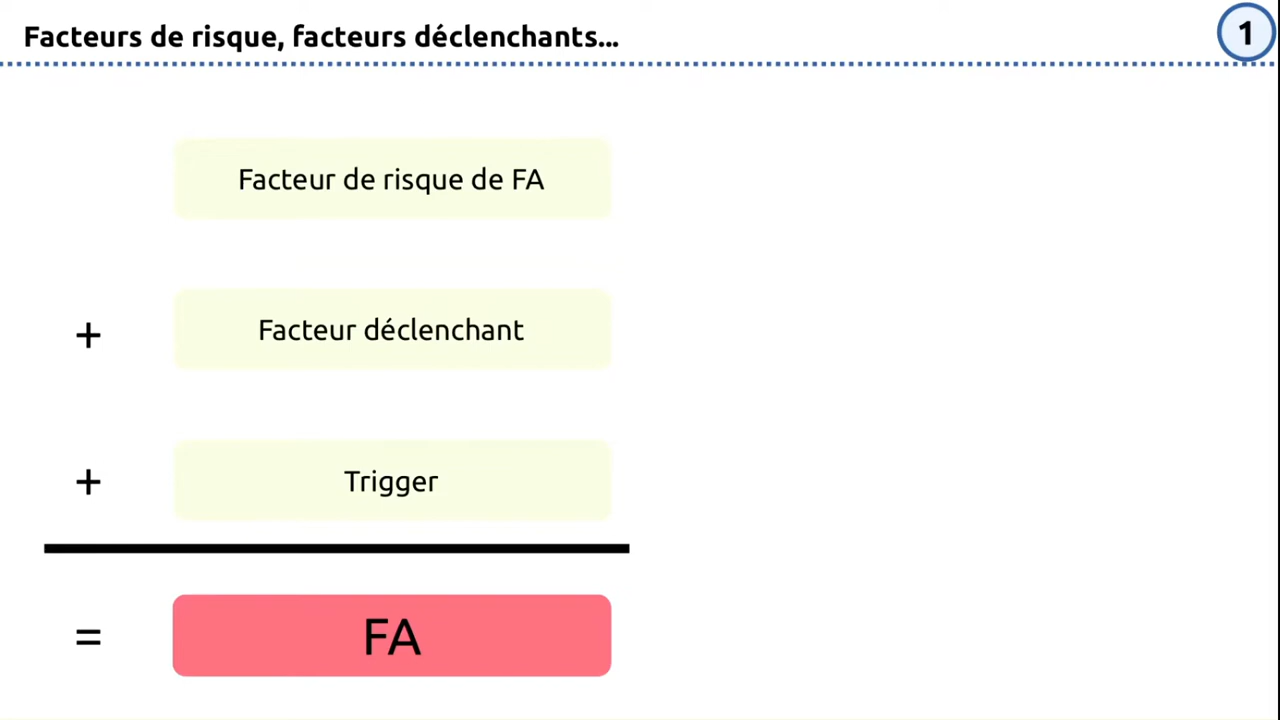 Facteurs de risque, facteurs déclenchants...
1
Facteur de risque de FA
+ Facteur déclenchant
+ Trigger
= FA